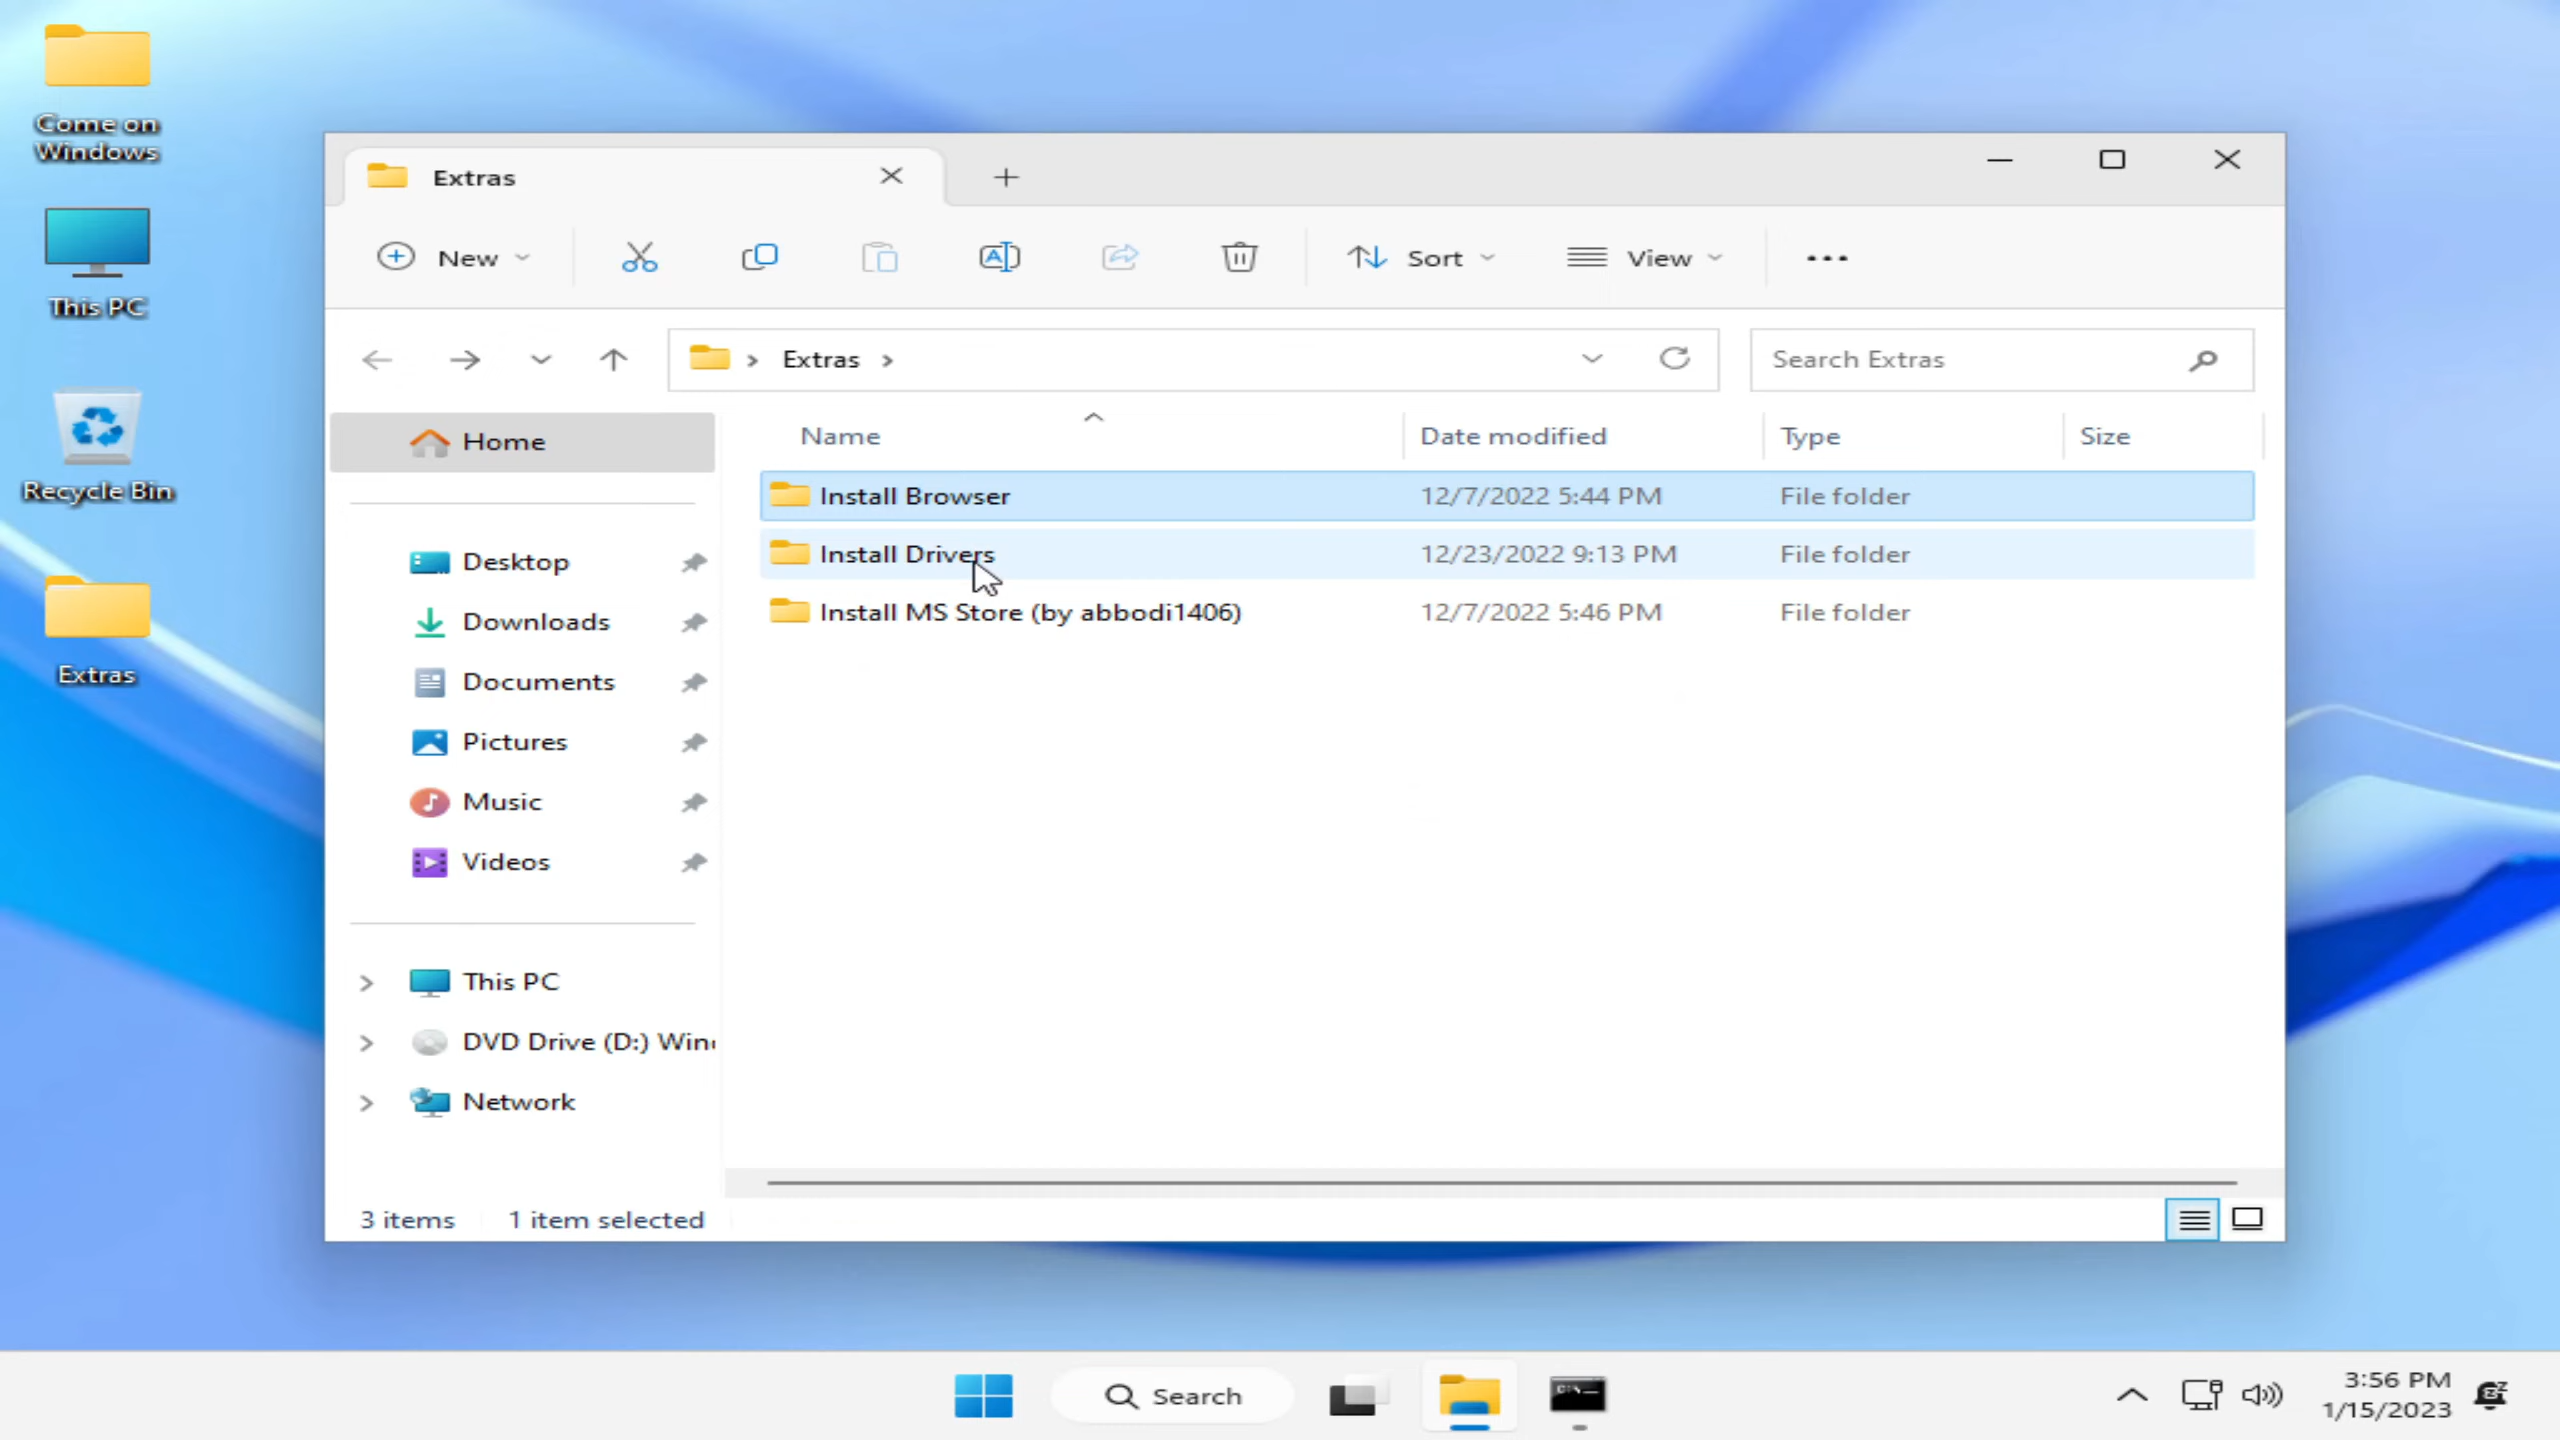 Come on
Windows
This PC
Recycle Bin
Extras
Extras
New
Sort
View
Extras
Search Extras
Home
Desktop
Downloads
Documents
Pictures
Music
Videos
This PC
DVD Drive (D:) Win
Network
Name Date modified Type Size
Install Browser 12/7/2022 5:44 PM File folder
Install Drivers 12/23/2022 9:13 PM File folder
Install MS Store (by abbodi1406) 12/7/2022 5:46 PM File folder
3 items 1 item selected
Search
3:56 PM
1/15/2023